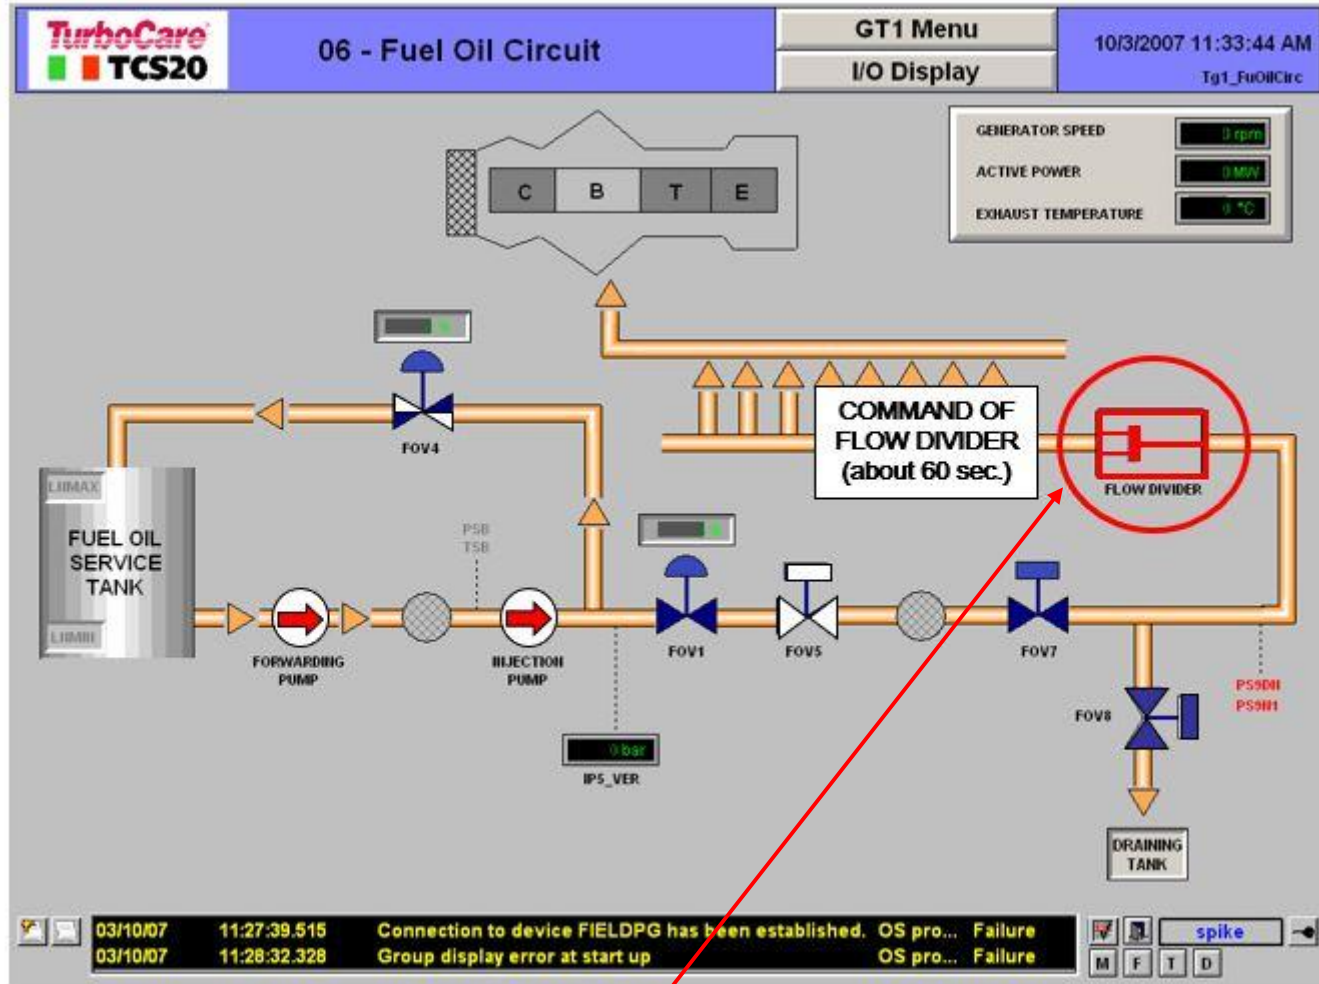 TurboCare
TCS20
06 - Fuel Oil Circuit
GT1 Menu
I/O Display
10/3/2007 11:33:44 AM
Tg1_FuOilCirc
GENERATOR SPEED
0 rpm
ACTIVE POWER
0 MW
EXHAUST TEMPERATURE
0 °C
C
B
T
E
FOV4
COMMAND OF
FLOW DIVIDER
(about 60 sec.)
FLOW DIVIDER
FUEL OIL
SERVICE
TANK
PSB
TSB
FORWARDING
PUMP
INJECTION
PUMP
FOV1
FOV5
FOV7
FOV8
0 bar
IP5_VER
DRAINING
TANK
03/10/07 11:27:39.515 Connection to device FIELDPG has been established. OS pro... Failure
03/10/07 11:28:32.328 Group display error at start up OS pro... Failure
spike
M F T D